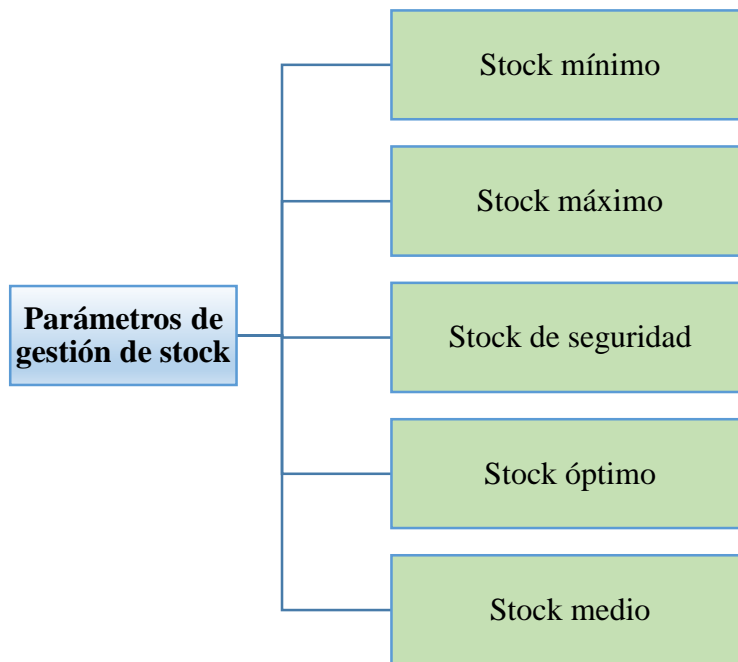 Stock mínimo
Stock máximo
Parámetros de
gestión de stock
Stock de seguridad
Stock óptimo
Stock medio